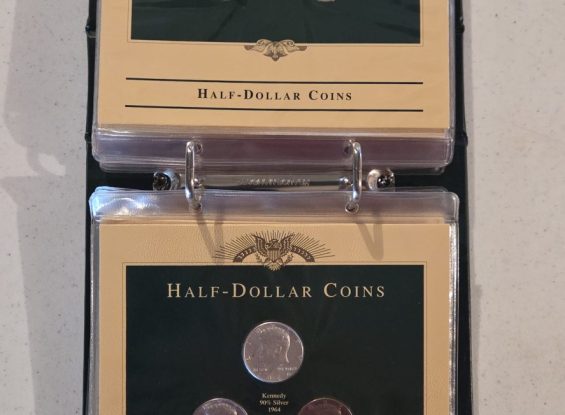 HALF-DOLLAR COINS
HALF-DOLLAR COINS
Kennedy
90% Silver
1964